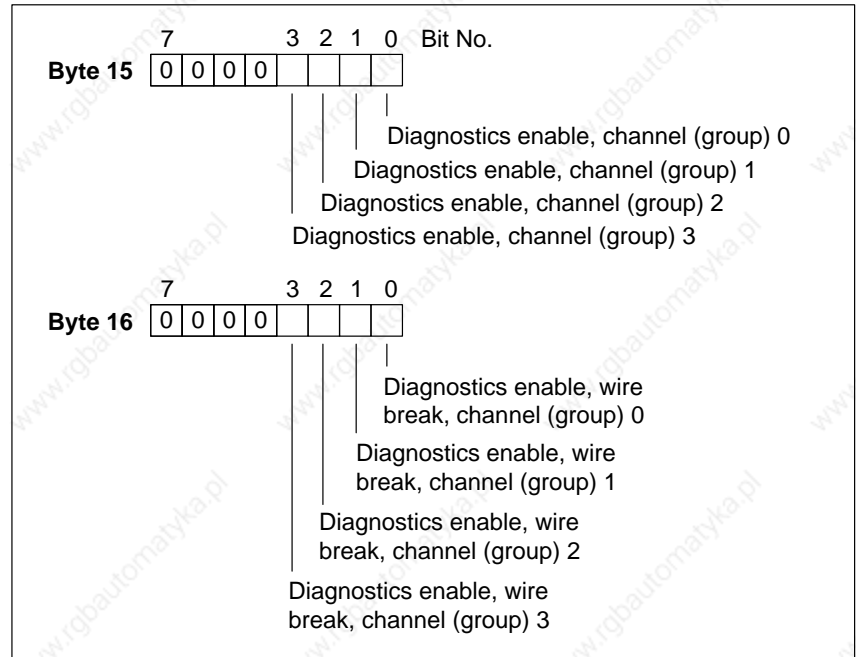 7 3 2 1 0 Bit No.
Byte 15 0 0 0 0
Diagnostics enable, channel (group) 0
Diagnostics enable, channel (group) 1
Diagnostics enable, channel (group) 2
Diagnostics enable, channel (group) 3
7 3 2 1 0
Byte 16 0 0 0 0
Diagnostics enable, wire
break, channel (group) 0
Diagnostics enable, wire
break, channel (group) 1
Diagnostics enable, wire
break, channel (group) 2
Diagnostics enable, wire
break, channel (group) 3
www.rgbautomatyka.pl